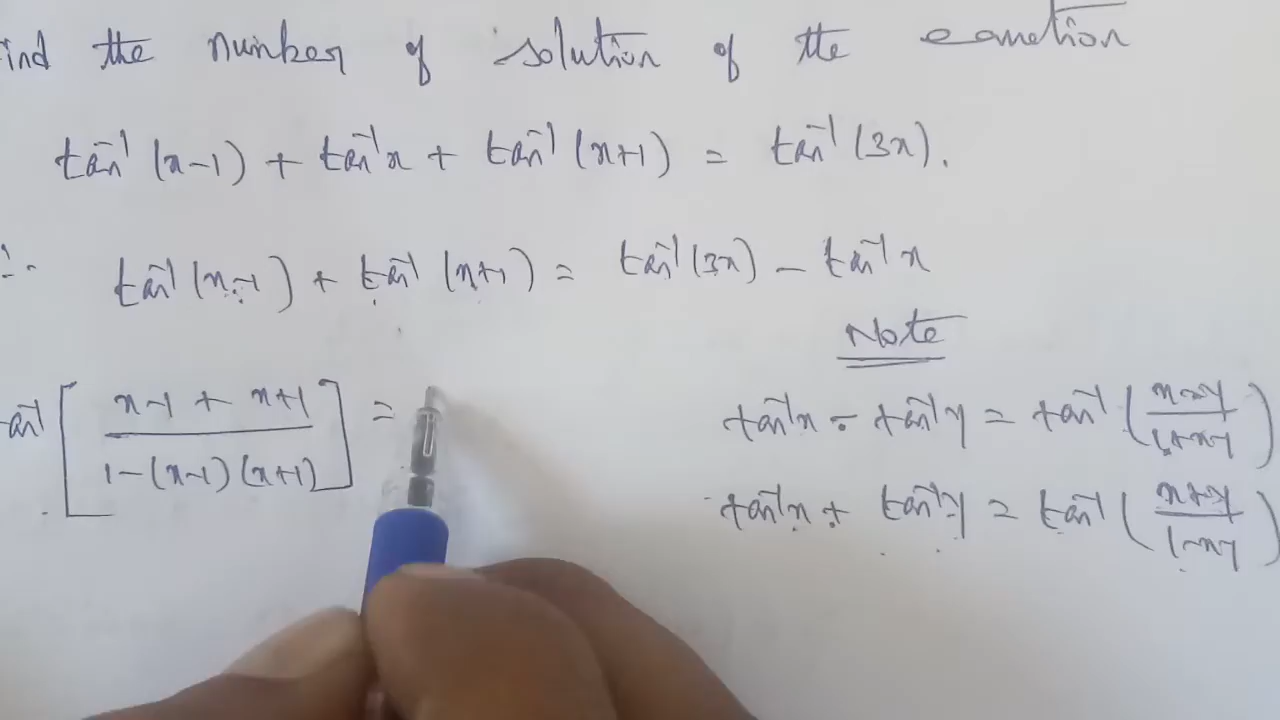 ind the number of solution of the equation
tan⁻¹ (x-1) + tan⁻¹x + tan⁻¹ (x+1) = tan⁻¹ (3x).
tan⁻¹ (x-1) + tan⁻¹ (x+1) = tan⁻¹ (3x) - tan⁻¹ x
Note
tan⁻¹x - tan⁻¹y = tan⁻¹ ( x-y / 1+xy )
an⁻¹ [ x-1 + x+1 / 1-(x-1)(x+1) ] =
tan⁻¹x + tan⁻¹y = tan⁻¹ ( x+y / 1-xy )